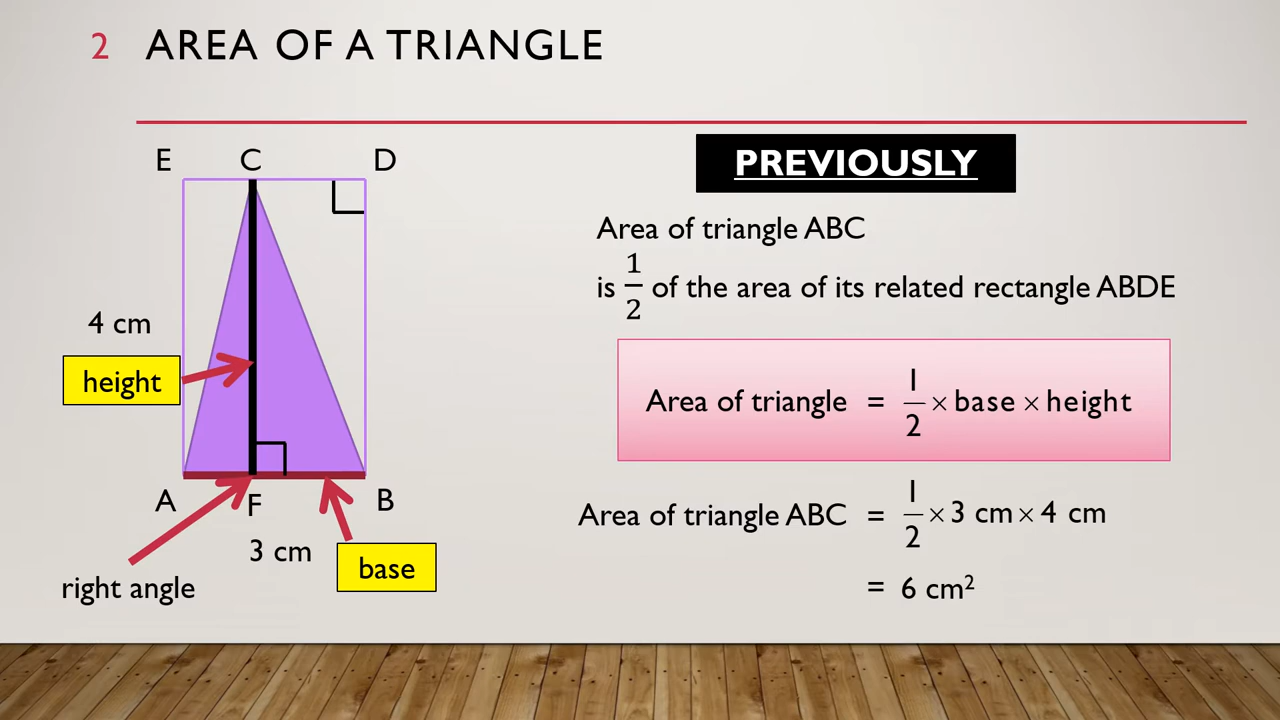 2 AREA OF A TRIANGLE
E C D
4 cm
height
A F B
3 cm
base
right angle
PREVIOUSLY
Area of triangle ABC
is 1/2 of the area of its related rectangle ABDE
Area of triangle = 1/2 × base × height
Area of triangle ABC = 1/2 × 3 cm × 4 cm
= 6 cm²